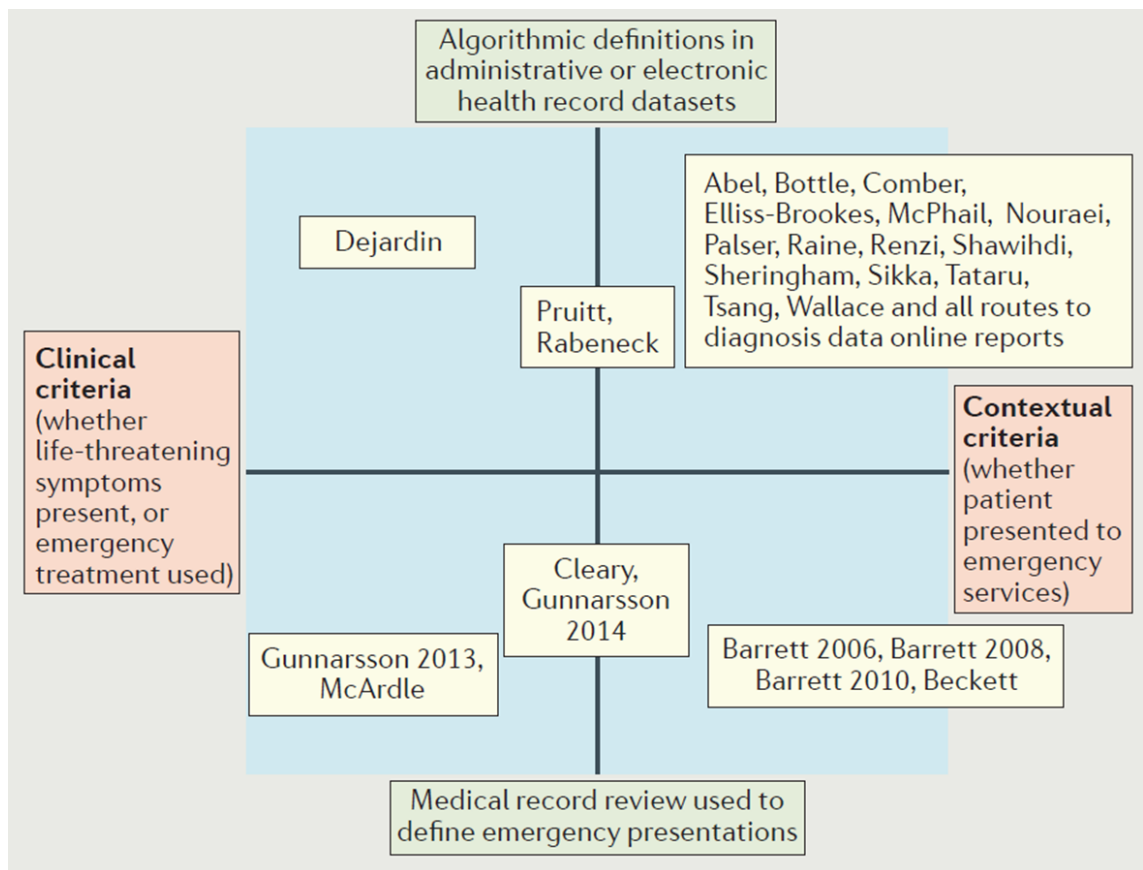 Algorithmic definitions in
administrative or electronic
health record datasets
Dejardin
Pruitt,
Rabeneck
Abel, Bottle, Comber,
Elliss-Brookes, McPhail, Nouraei,
Palser, Raine, Renzi, Shawihdi,
Sheringham, Sikka, Tataru,
Tsang, Wallace and all routes to
diagnosis data online reports
Clinical
criteria
(whether
life-threatening
symptoms
present, or
emergency
treatment used)
Contextual
criteria
(whether
patient
presented to
emergency
services)
Cleary,
Gunnarsson
2014
Gunnarsson 2013,
McArdle
Barrett 2006, Barrett 2008,
Barrett 2010, Beckett
Medical record review used to
define emergency presentations